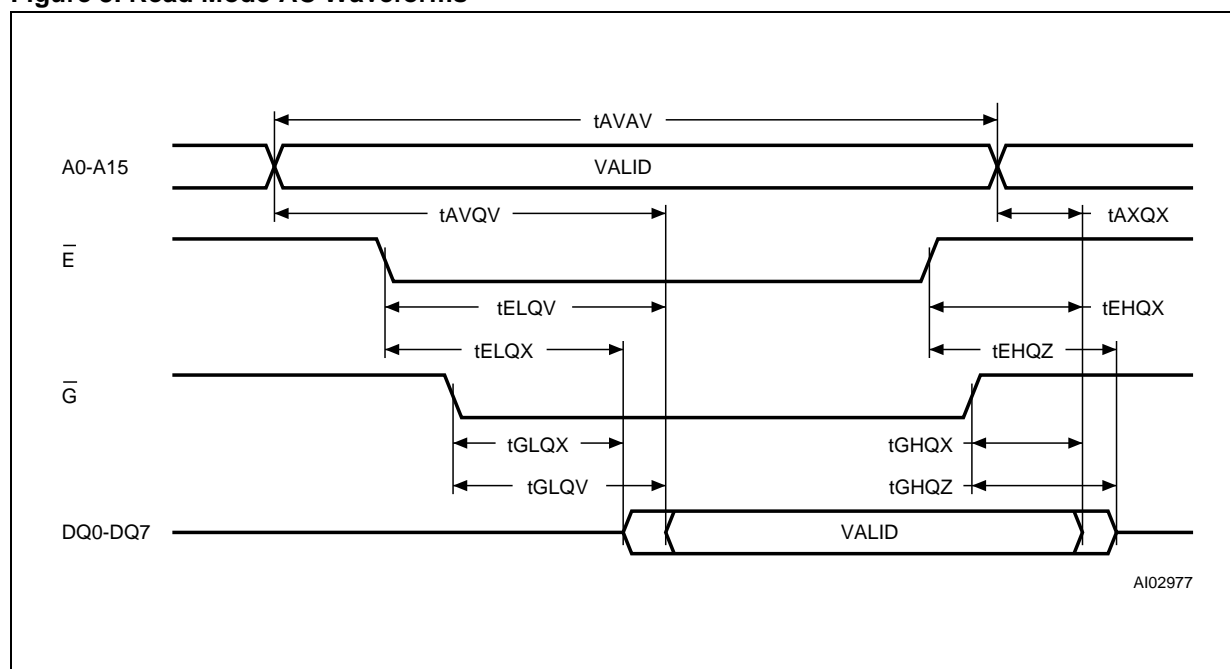 Figure Read Mode AC Waveforms
tAVAV
A0-A15 VALID
tAVQV tAXQX
E̅
tELQV tEHQX
tELQX tEHQZ
G̅
tGLQX tGHQX
tGLQV tGHQZ
DQ0-DQ7 VALID
AI02977